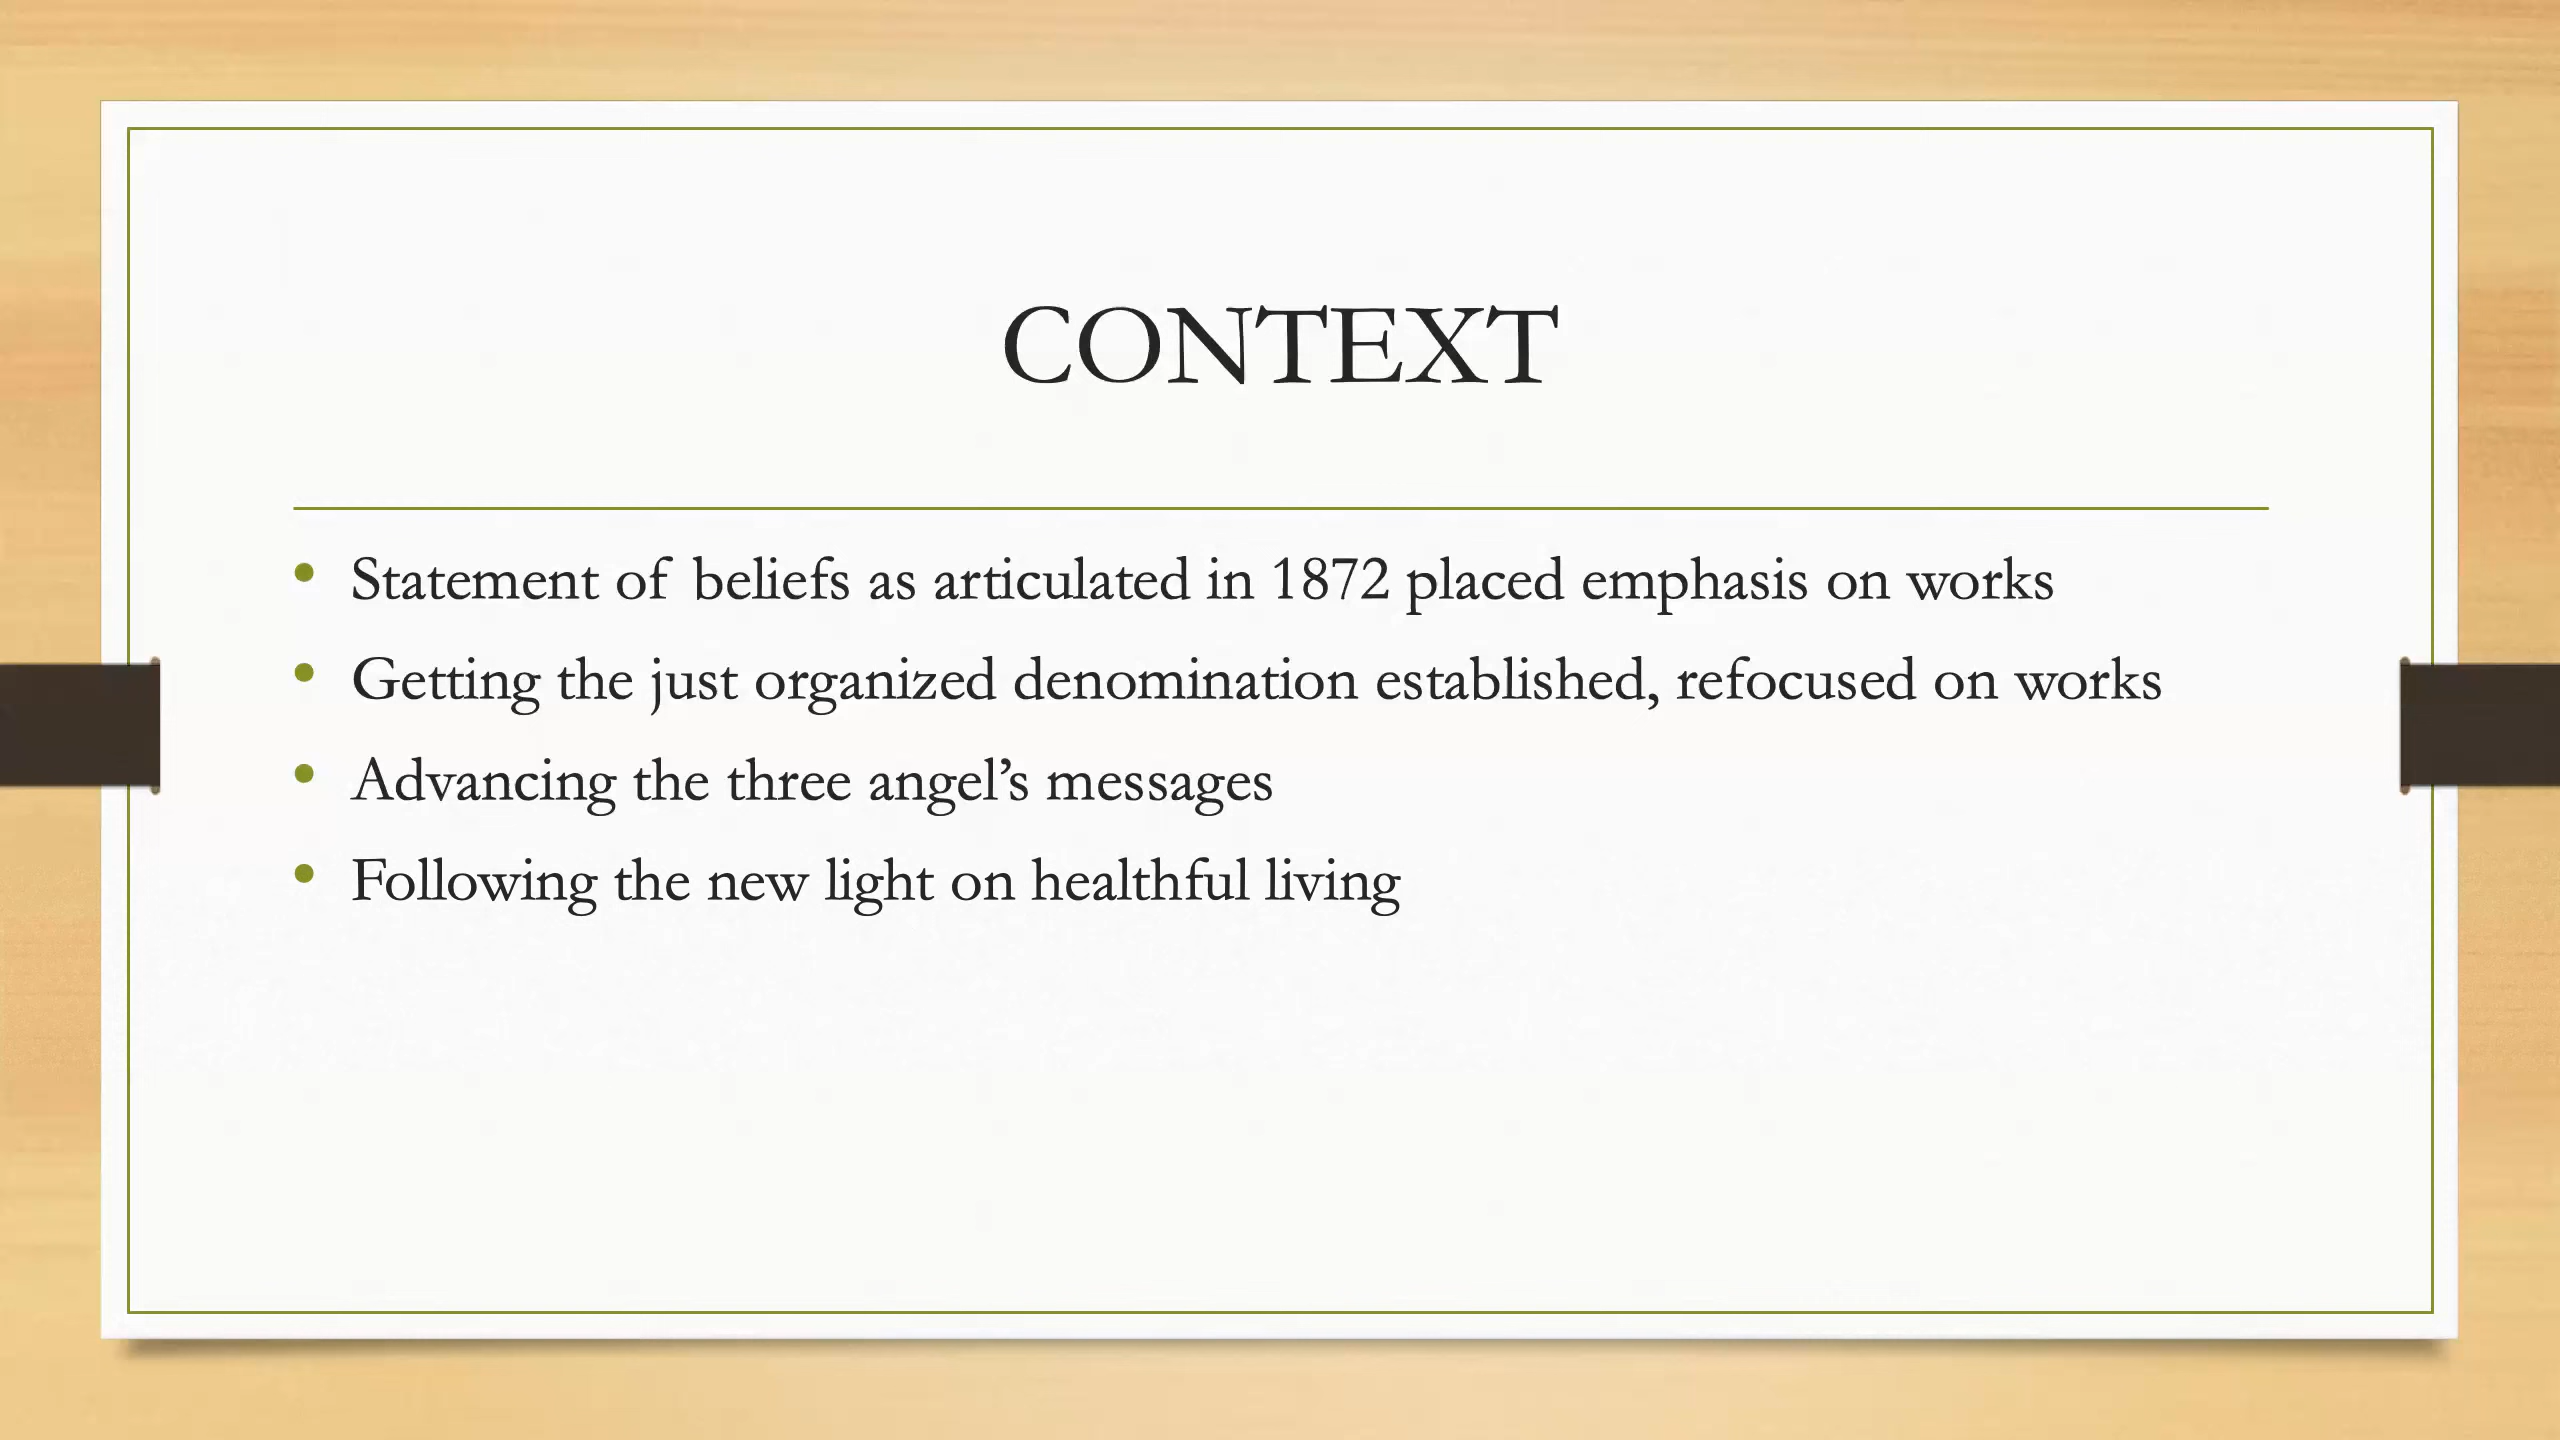 CONTEXT
• Statement of beliefs as articulated in 1872 placed emphasis on works
• Getting the just organized denomination established, refocused on works
• Advancing the three angel’s messages
• Following the new light on healthful living